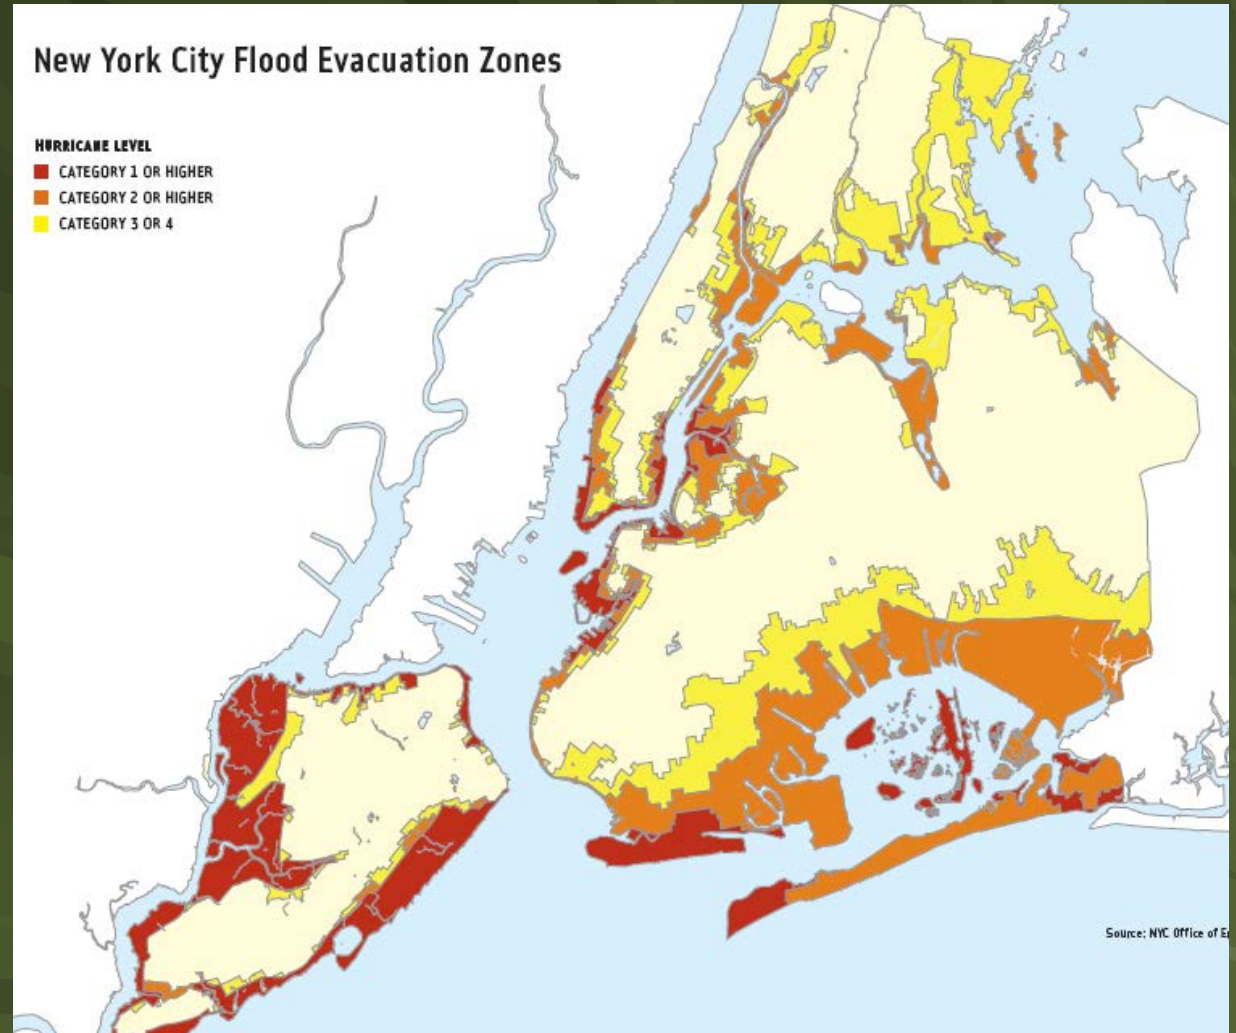 New York City Flood Evacuation Zones
HURRICANE LEVEL
CATEGORY 1 OR HIGHER
CATEGORY 2 OR HIGHER
CATEGORY 3 OR 4
Source: NYC Office of